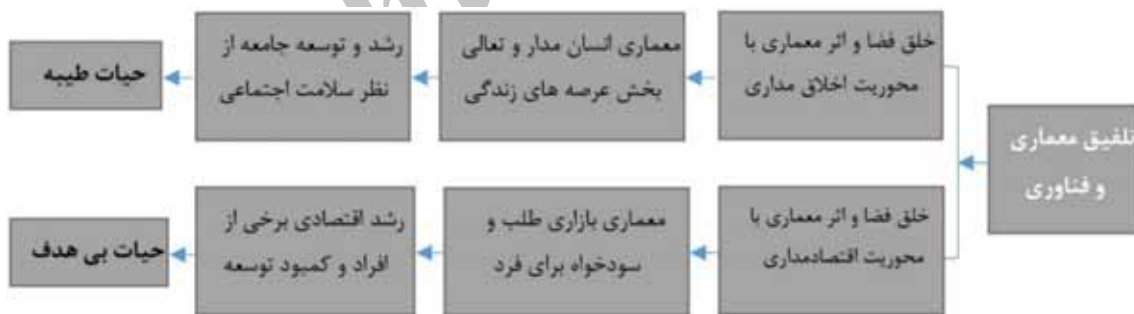 تلفیق معماری
و فناوری
خلق فضا و اثر معماری با
محوریت اخلاق مداری
معماری انسان مدار و تعالی
بخش عرصه های زندگی
رشد و توسعه جامعه از
نظر سلامت اجتماعی
حیات طیبه
خلق فضا و اثر معماری با
محوریت اقتصادمداری
معماری بازاری طلب و
سودخواه برای فرد
رشد اقتصادی برخی از
افراد و کمبود توسعه
حیات بی هدف